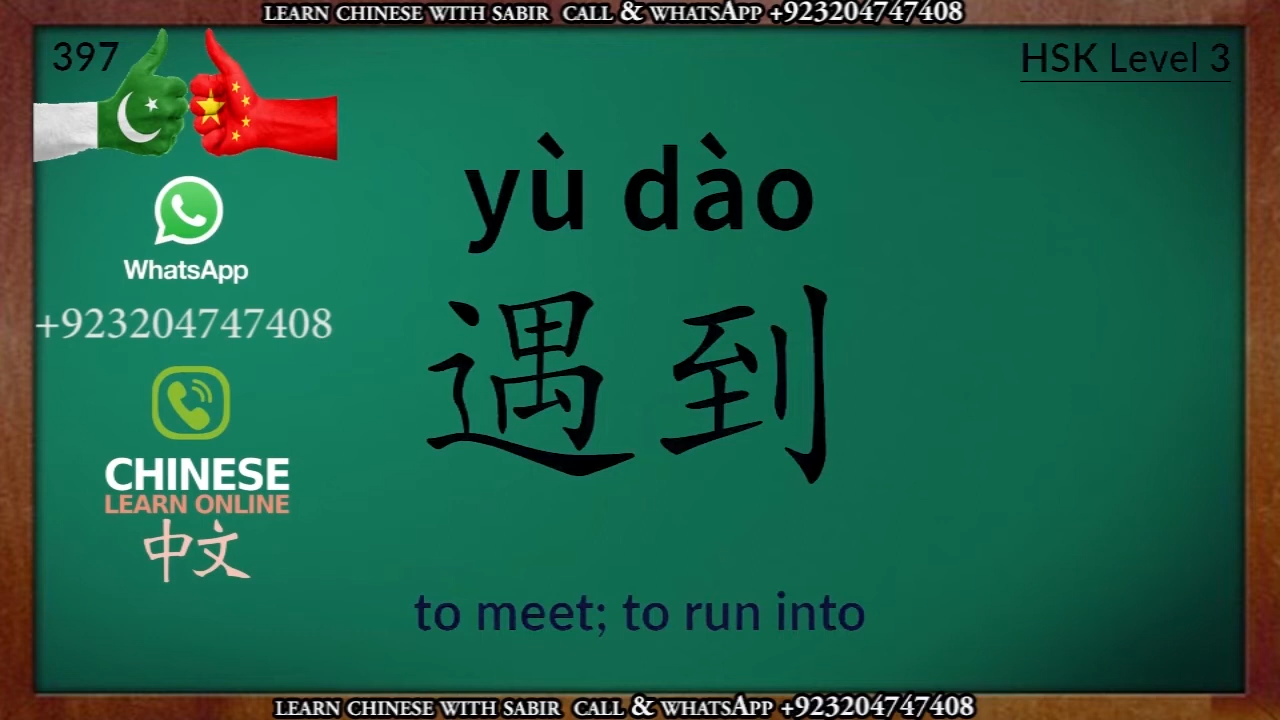 LEARN CHINESE WITH SABIR CALL & WHATSAPP +923204747408
397
HSK Level 3
yù dào
WhatsApp
遇到
+923204747408
CHINESE
LEARN ONLINE
中文
to meet; to run into
LEARN CHINESE WITH SABIR CALL & WHATSAPP +923204747408